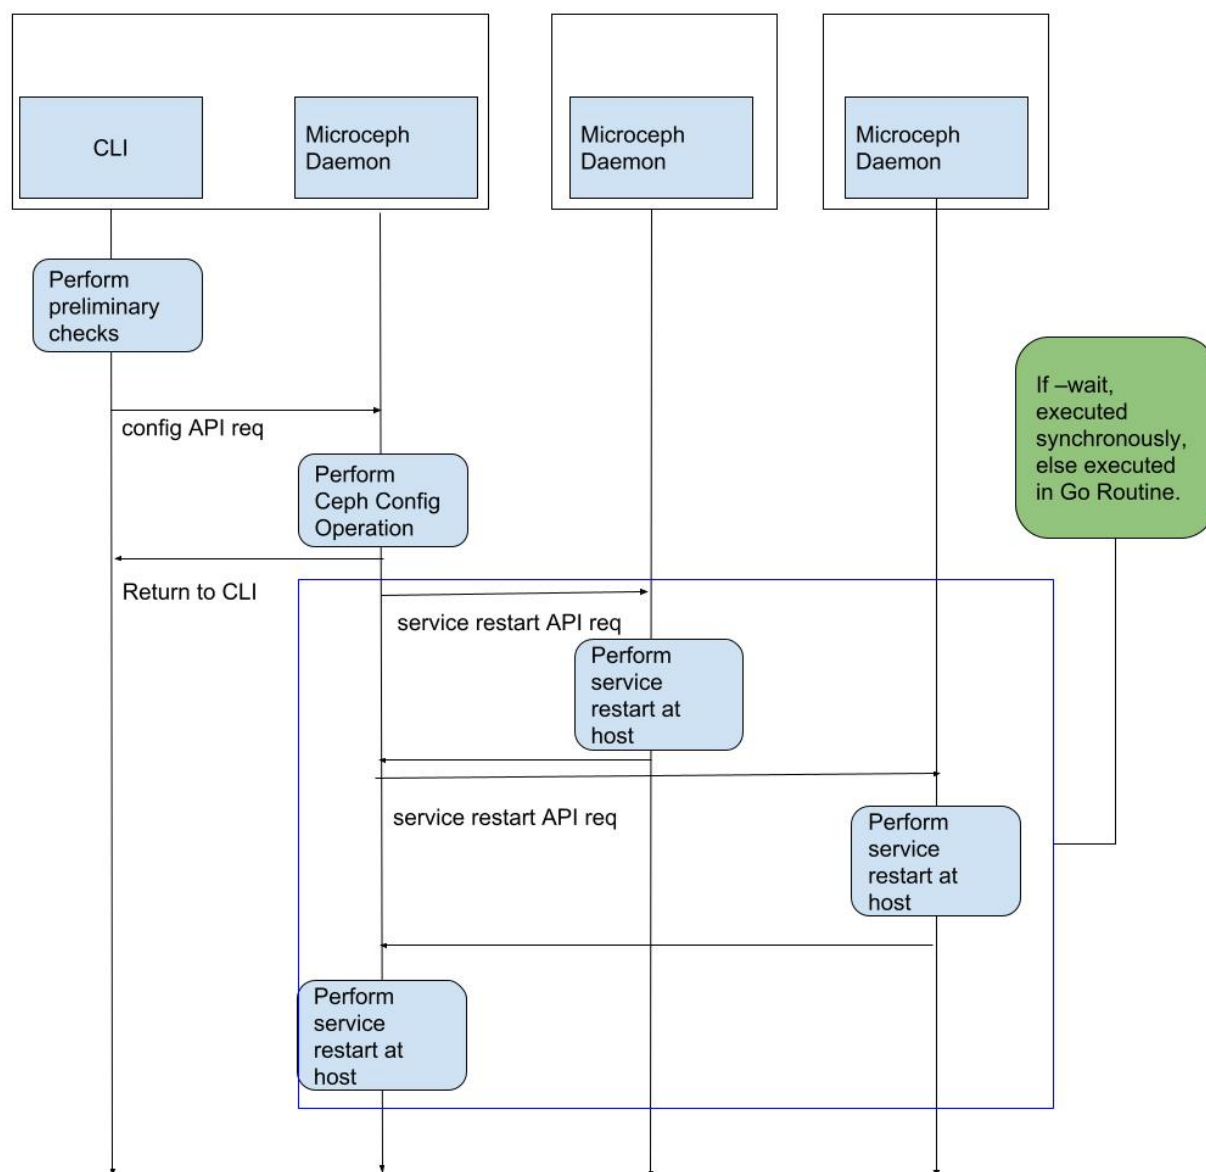 CLI
Microceph
Daemon
Microceph
Daemon
Microceph
Daemon
Perform
preliminary
checks
If –wait,
executed
synchronously,
else executed
in Go Routine.
config API req
Perform
Ceph Config
Operation
Return to CLI
service restart API req
Perform
service
restart at
host
service restart API req
Perform
service
restart at
host
Perform
service
restart at
host